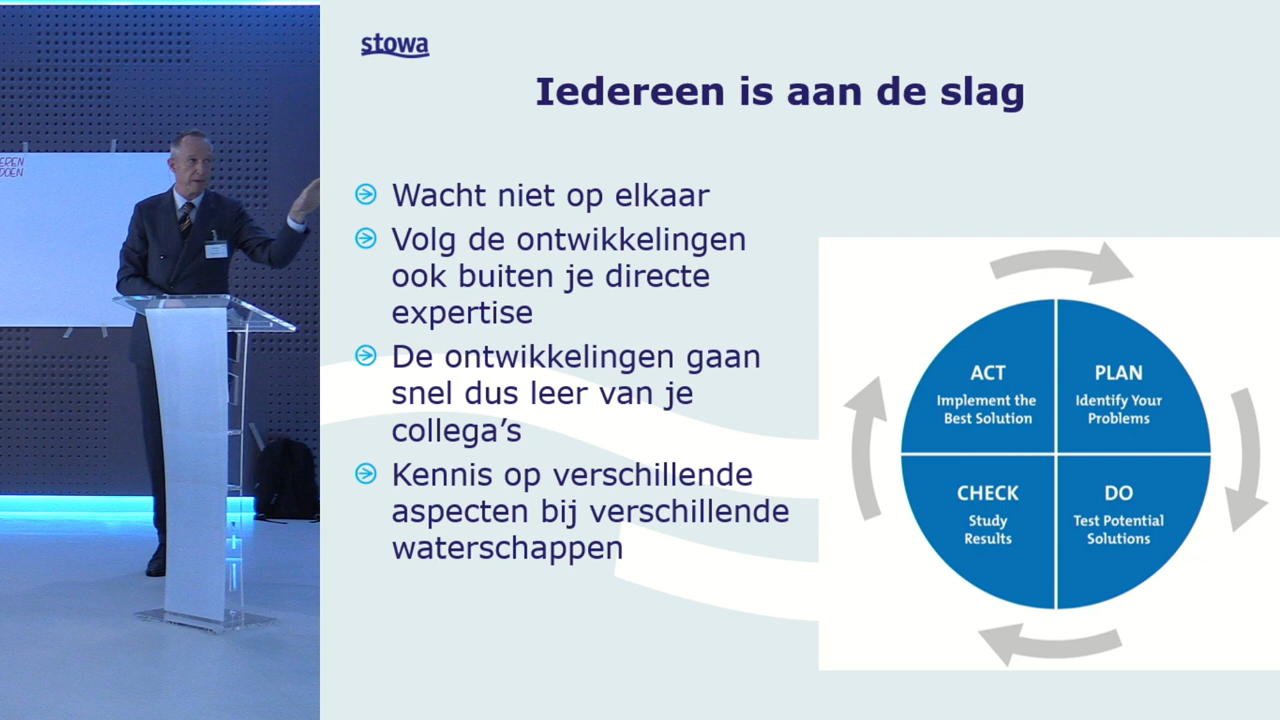 EREN
DOEN
stowa
Iedereen is aan de slag
Wacht niet op elkaar
Volg de ontwikkelingen
ook buiten je directe
expertise
De ontwikkelingen gaan
snel dus leer van je
collega’s
Kennis op verschillende
aspecten bij verschillende
waterschappen
ACT
Implement the
Best Solution
PLAN
Identify Your
Problems
CHECK
Study
Results
DO
Test Potential
Solutions